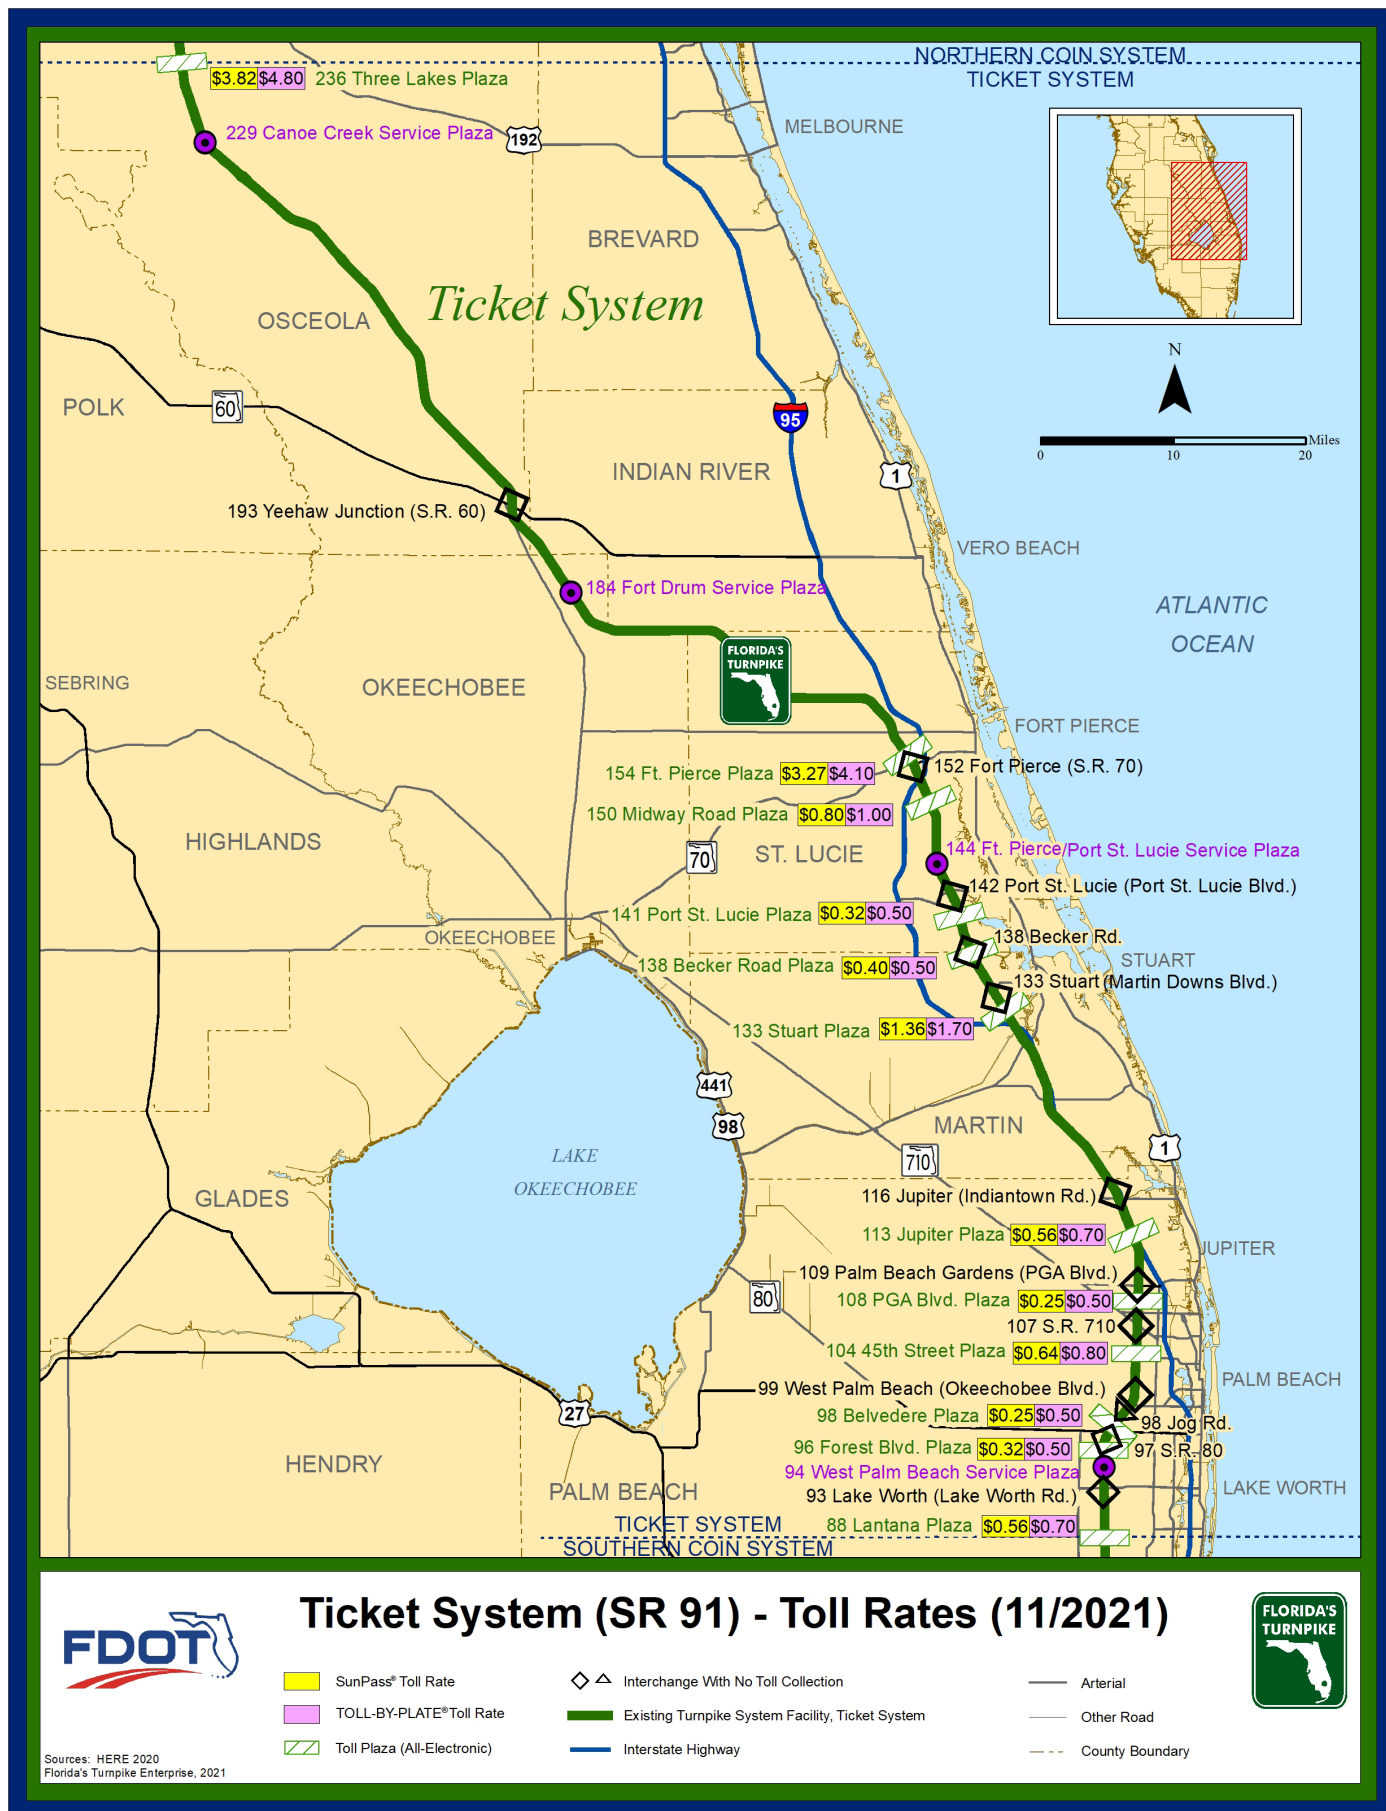 NORTHERN COIN SYSTEM
TICKET SYSTEM
$3.82 $4.80 236 Three Lakes Plaza
229 Canoe Creek Service Plaza
192
MELBOURNE
BREVARD
Ticket System
OSCEOLA
N
POLK
60
95
Miles
0 10 20
INDIAN RIVER
1
193 Yeehaw Junction (S.R. 60)
VERO BEACH
184 Fort Drum Service Plaza
ATLANTIC
OCEAN
FLORIDA'S
TURNPIKE
SEBRING
OKEECHOBEE
FORT PIERCE
154 Ft. Pierce Plaza $3.27 $4.10
152 Fort Pierce (S.R. 70)
150 Midway Road Plaza $0.80 $1.00
HIGHLANDS
70
ST. LUCIE
144 Ft. Pierce/Port St. Lucie Service Plaza
142 Port St. Lucie (Port St. Lucie Blvd.)
141 Port St. Lucie Plaza $0.32 $0.50
OKEECHOBEE
138 Becker Rd.
138 Becker Road Plaza $0.40 $0.50
STUART
133 Stuart (Martin Downs Blvd.)
133 Stuart Plaza $1.36 $1.70
441
98
MARTIN
LAKE
OKEECHOBEE
710
1
GLADES
116 Jupiter (Indiantown Rd.)
113 Jupiter Plaza $0.56 $0.70
JUPITER
109 Palm Beach Gardens (PGA Blvd.)
80
108 PGA Blvd. Plaza $0.25 $0.50
107 S.R. 710
104 45th Street Plaza $0.64 $0.80
PALM BEACH
99 West Palm Beach (Okeechobee Blvd.)
27
98 Belvedere Plaza $0.25 $0.50
98 Jog Rd.
96 Forest Blvd. Plaza $0.32 $0.50
97 S.R. 80
HENDRY
94 West Palm Beach Service Plaza
PALM BEACH
93 Lake Worth (Lake Worth Rd.)
LAKE WORTH
88 Lantana Plaza $0.56 $0.70
TICKET SYSTEM
SOUTHERN COIN SYSTEM
FDOT
Ticket System (SR 91) - Toll Rates (11/2021)
FLORIDA'S
TURNPIKE
SunPass® Toll Rate
Interchange With No Toll Collection
Arterial
TOLL-BY-PLATE® Toll Rate
Existing Turnpike System Facility, Ticket System
Other Road
Toll Plaza (All-Electronic)
Interstate Highway
County Boundary
Sources: HERE 2020
Florida's Turnpike Enterprise, 2021